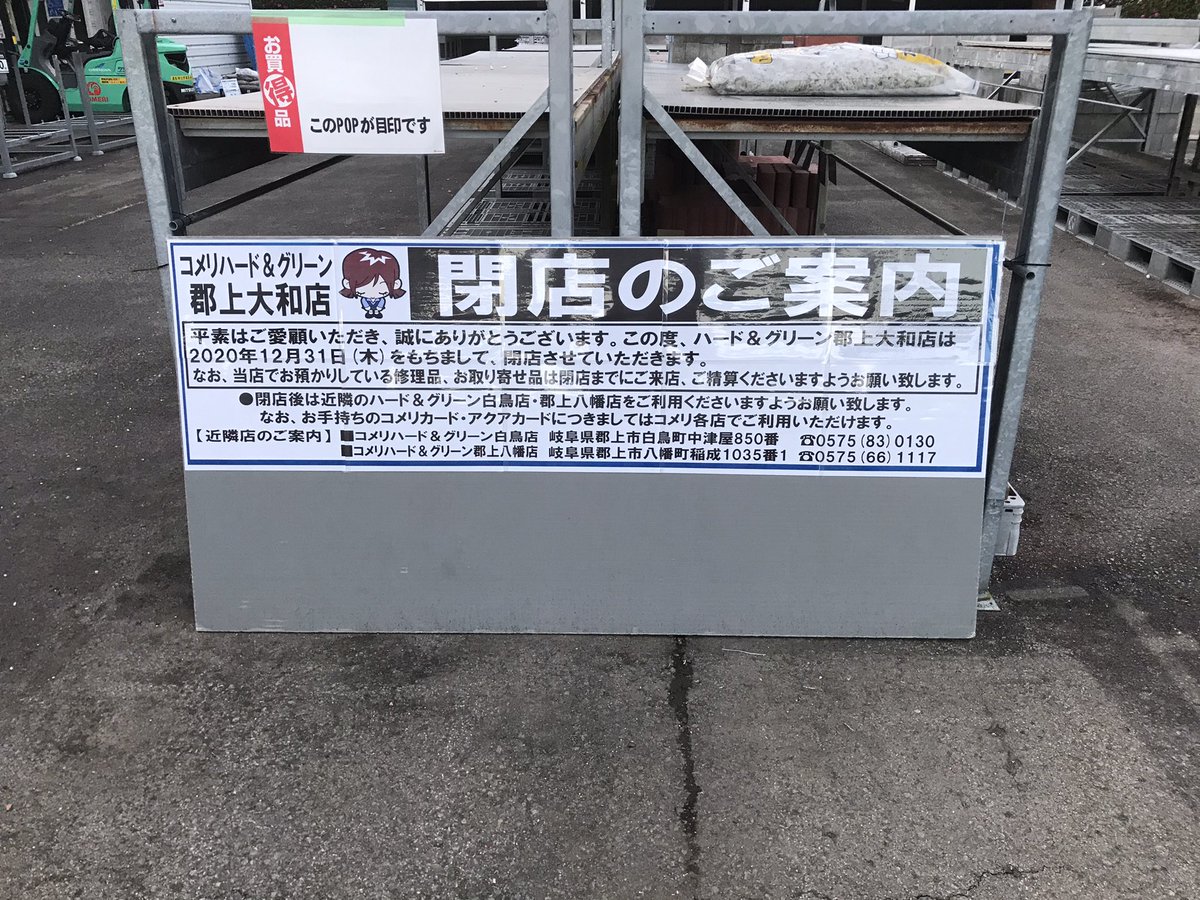 お買得品
このPOPが目印です
コメリハード&グリーン
郡上大和店
閉店のご案内
平素はご愛顧いただき、誠にありがとうございます。この度、ハード&グリーン郡上大和店は
2020年12月31日(木)をもちまして、閉店させていただきます。
なお、当店でお預かりしている修理品、お取り寄せ品は閉店までにご来店、ご精算くださいますようお願い致します。
●閉店後は近隣のハード&グリーン白鳥店・郡上八幡店をご利用くださいますようお願い致します。
なお、お手持ちのコメリカード・アクアカードにつきましてはコメリ各店でご利用いただけます。
【近隣店のご案内】■コメリハード&グリーン白鳥店 岐阜県郡上市白鳥町中津屋850番 ☎0575(83)0130
■コメリハード&グリーン郡上八幡店 岐阜県郡上市八幡町稲成1035番1 ☎0575(66)1117